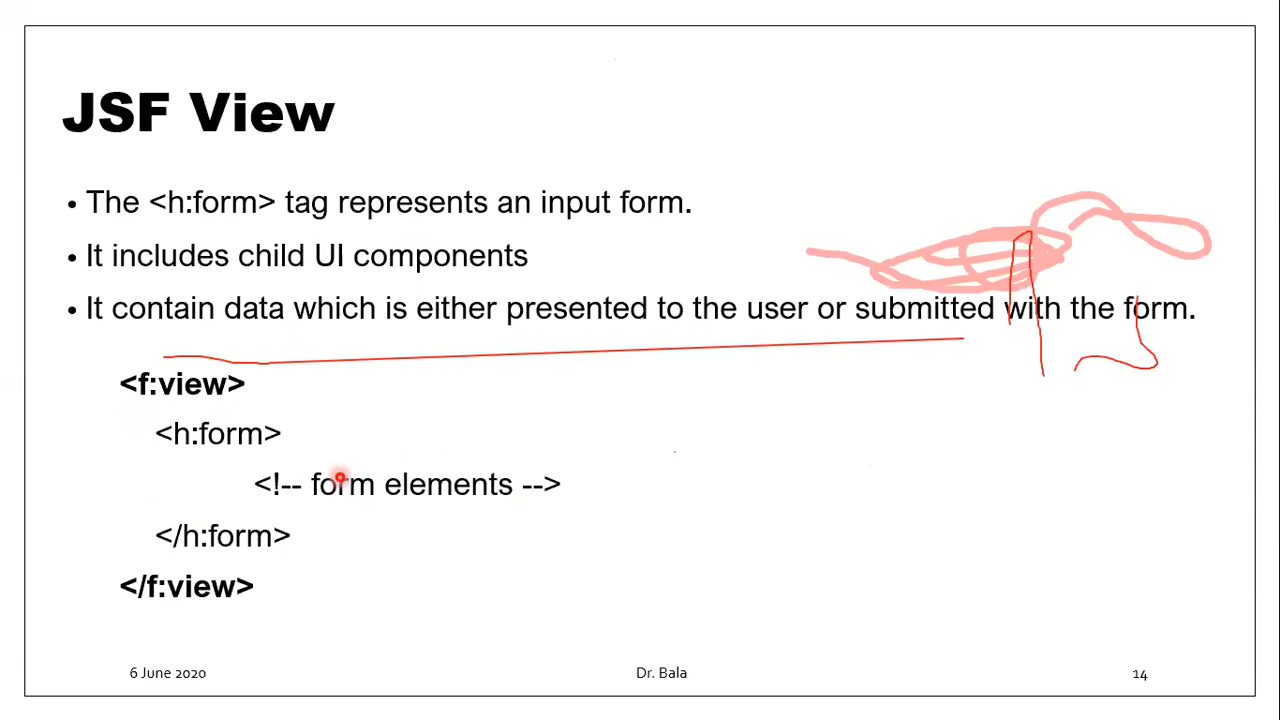 JSF View
• The <h:form> tag represents an input form.
• It includes child UI components
• It contain data which is either presented to the user or submitted with the form.
<f:view>
<h:form>
<!-- form elements -->
</h:form>
</f:view>
6 June 2020 Dr. Bala 14